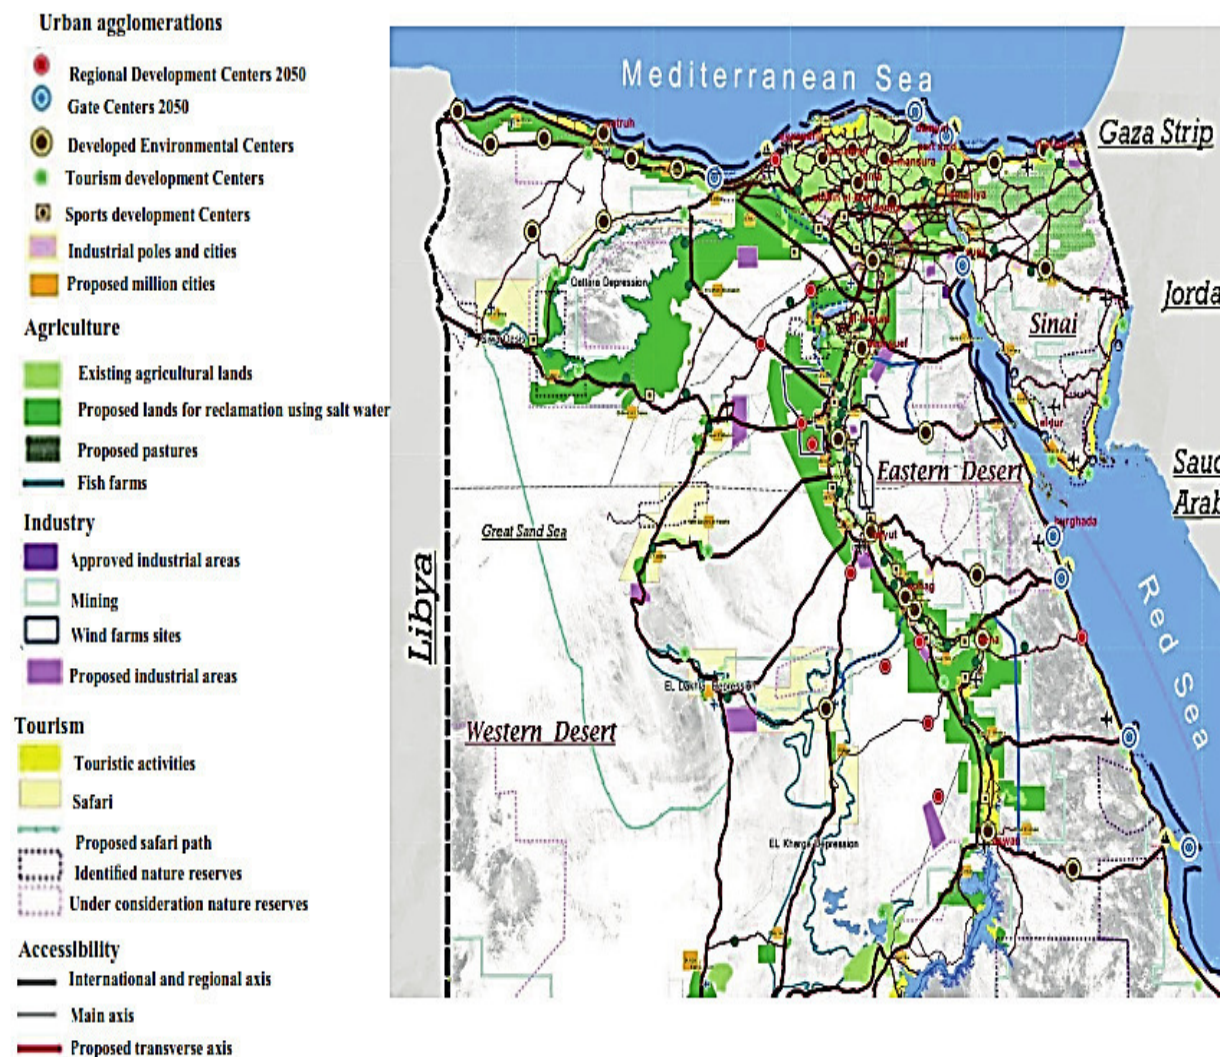 Urban agglomerations
Regional Development Centers 2050
Gate Centers 2050
Developed Environmental Centers
Tourism development Centers
Sports development Centers
Industrial poles and cities
Proposed million cities
Agriculture
Existing agricultural lands
Proposed lands for reclamation using salt water
Proposed pastures
Fish farms
Industry
Approved industrial areas
Mining
Wind farms sites
Proposed industrial areas
Tourism
Touristic activities
Safari
Proposed safari path
Identified nature reserves
Under consideration nature reserves
Accessibility
International and regional axis
Main axis
Proposed transverse axis
Mediterranean Sea
Gaza Strip
Jorda
Sinai
Qattara Depression
Eastern Desert
Sauc
Arab
Great Sand Sea
hurghada
Libya
Red Sea
EL Dakhla Depression
Western Desert
EL Kharga Depression